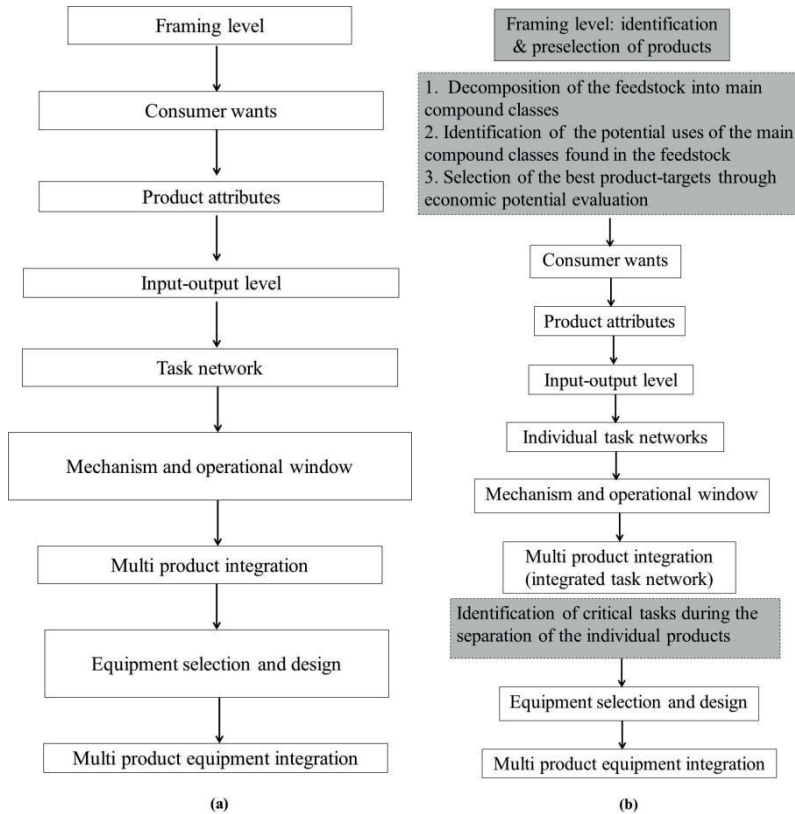 Framing level
Consumer wants
Product attributes
Input-output level
Task network
Mechanism and operational window
Multi product integration
Equipment selection and design
Multi product equipment integration
(a)
Framing level: identification
& preselection of products
1. Decomposition of the feedstock into main
compound classes
2. Identification of the potential uses of the main
compound classes found in the feedstock
3. Selection of the best product-targets through
economic potential evaluation
Consumer wants
Product attributes
Input-output level
Individual task networks
Mechanism and operational window
Multi product integration
(integrated task network)
Identification of critical tasks during the
separation of the individual products
Equipment selection and design
Multi product equipment integration
(b)